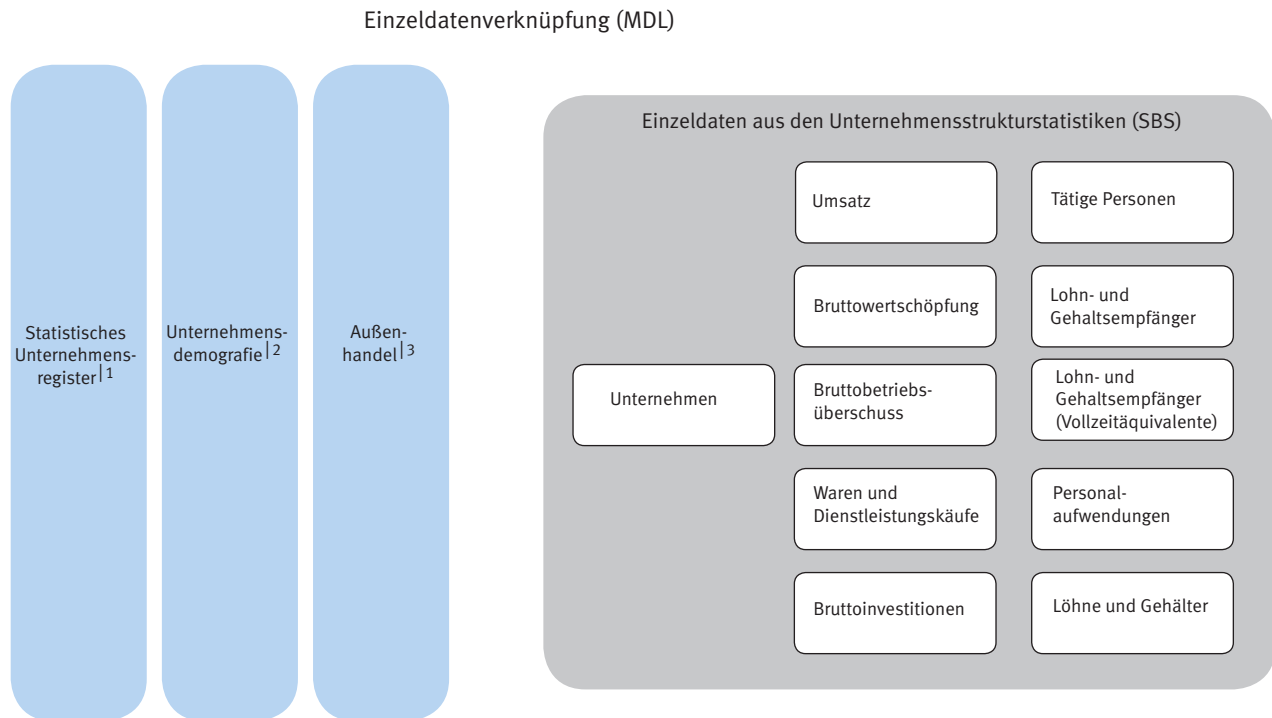 Einzeldatenverknüpfung (MDL)
Statistisches
Unternehmens-
register|1
Unternehmens-
demografie|2
Außen-
handel|3
Einzeldaten aus den Unternehmensstrukturstatistiken (SBS)
Unternehmen
Umsatz
Bruttowertschöpfung
Bruttobetriebs-
überschuss
Waren und
Dienstleistungskäufe
Bruttoinvestitionen
Tätige Personen
Lohn- und
Gehaltsempfänger
Lohn- und
Gehaltsempfänger
(Vollzeitäquivalente)
Personal-
aufwendungen
Löhne und Gehälter